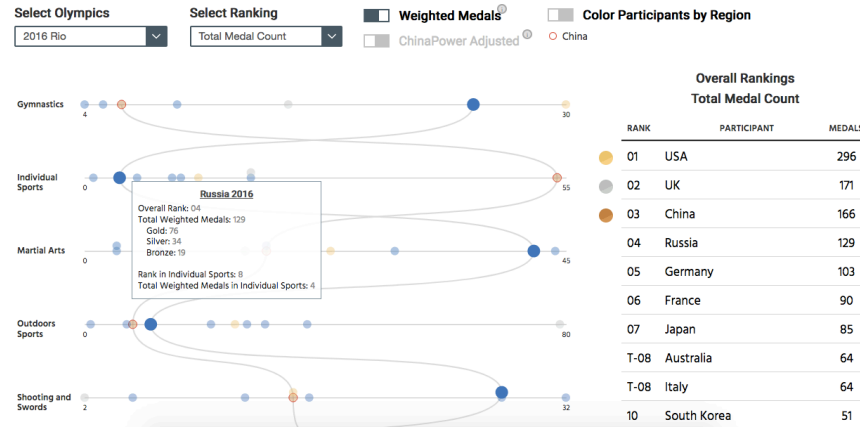 Select Olympics
2016 Rio
Select Ranking
Total Medal Count
Weighted Medals
ChinaPower Adjusted
Color Participants by Region
China
Gymnastics
4
30
Individual
Sports
0
55
Russia 2016
Overall Rank: 04
Total Weighted Medals: 129
Gold: 76
Silver: 34
Bronze: 19
Rank in Individual Sports: 8
Total Weighted Medals in Individual Sports: 4
Martial Arts
0
45
Outdoors
Sports
0
80
Shooting and
Swords
2
32
Overall Rankings
Total Medal Count
RANK PARTICIPANT MEDALS
01 USA 296
02 UK 171
03 China 166
04 Russia 129
05 Germany 103
06 France 90
07 Japan 85
T-08 Australia 64
T-08 Italy 64
10 South Korea 51